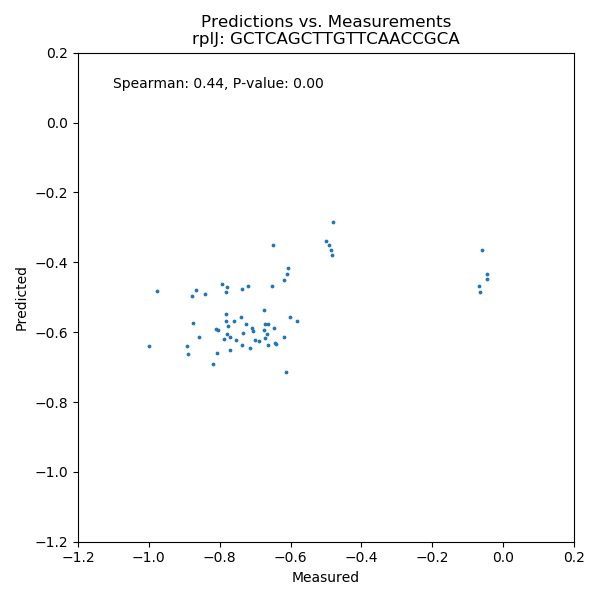 Predictions vs. Measurements
rplJ: GCTCAGCTTGTTCAACCGCA
Spearman: 0.44, P-value: 0.00
0.2
0.0
−0.2
−0.4
−0.6
−0.8
−1.0
−1.2
Predicted
−1.2 −1.0 −0.8 −0.6 −0.4 −0.2 0.0 0.2
Measured